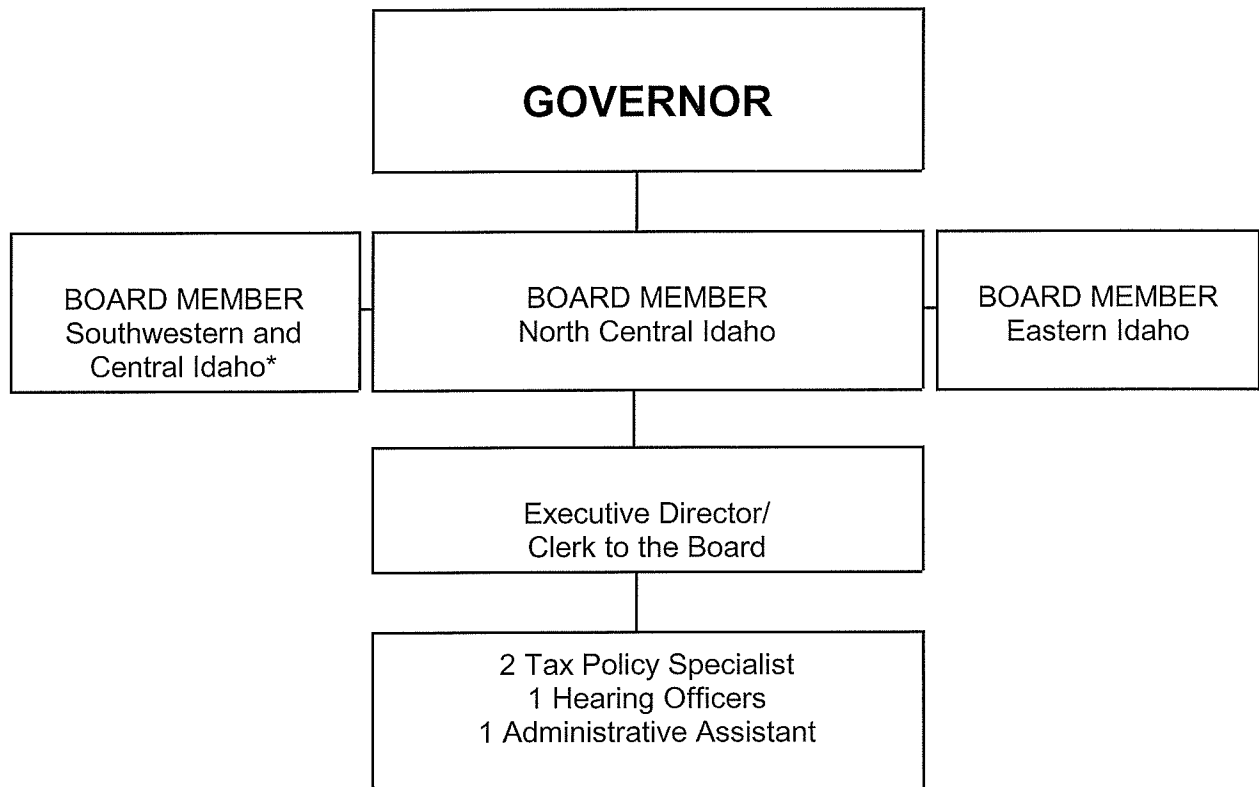 GOVERNOR
BOARD MEMBER
Southwestern and
Central Idaho*
BOARD MEMBER
North Central Idaho
BOARD MEMBER
Eastern Idaho
Executive Director/
Clerk to the Board
2 Tax Policy Specialist
1 Hearing Officers
1 Administrative Assistant